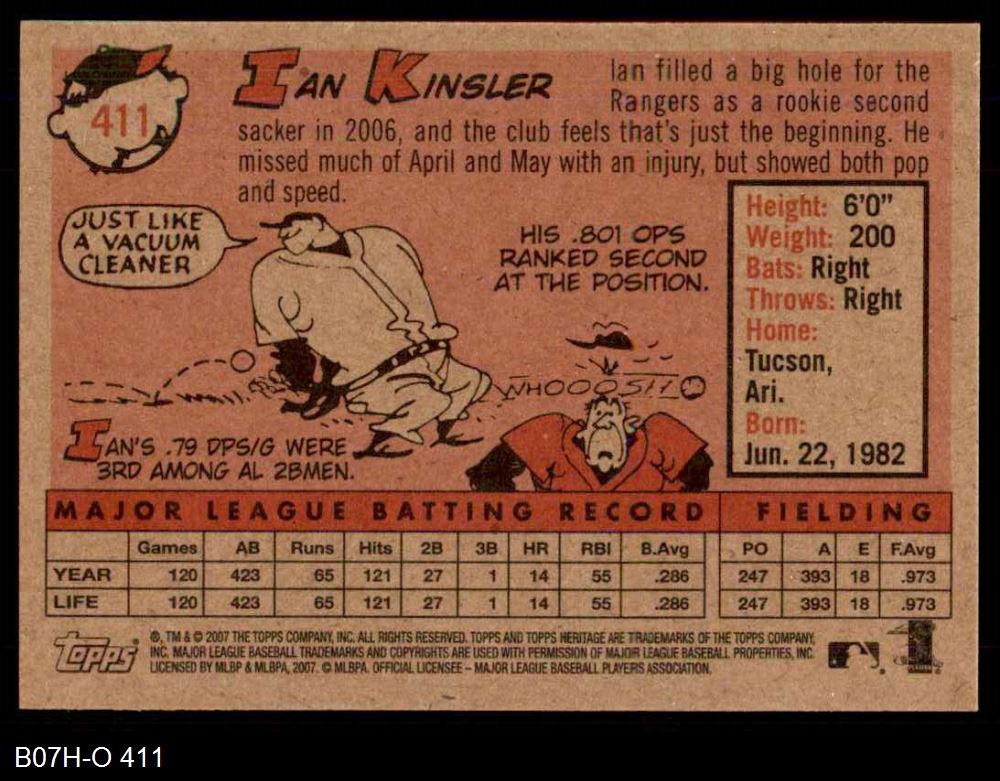 411
IAN KINSLER
Ian filled a big hole for the
Rangers as a rookie second
sacker in 2006, and the club feels that's just the beginning. He
missed much of April and May with an injury, but showed both pop
and speed.
JUST LIKE
A VACUUM
CLEANER
HIS .801 OPS
RANKED SECOND
AT THE POSITION.
WHOOOSH
IAN'S .79 DPS/G WERE
3RD AMONG AL 2BMEN.
Height: 6'0"
Weight: 200
Bats: Right
Throws: Right
Home:
Tucson,
Ari.
Born:
Jun. 22, 1982
MAJOR LEAGUE BATTING RECORD FIELDING
Games AB Runs Hits 2B 3B HR RBI B.Avg PO A E F.Avg
YEAR 120 423 65 121 27 1 14 55 .286 247 393 18 .973
LIFE 120 423 65 121 27 1 14 55 .286 247 393 18 .973
Topps
®, TM & © 2007 THE TOPPS COMPANY, INC. ALL RIGHTS RESERVED. TOPPS AND TOPPS HERITAGE ARE TRADEMARKS OF THE TOPPS COMPANY,
INC. MAJOR LEAGUE BASEBALL TRADEMARKS AND COPYRIGHTS ARE USED WITH PERMISSION OF MAJOR LEAGUE BASEBALL PROPERTIES, INC.
LICENSED BY MLBP & MLBPA, 2007. © MLBPA. OFFICIAL LICENSEE – MAJOR LEAGUE BASEBALL PLAYERS ASSOCIATION.
B07H-O 411